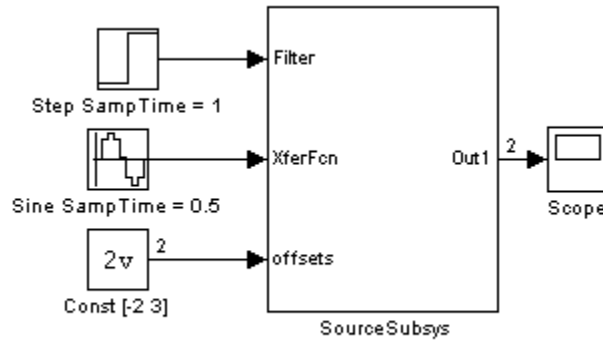 Filter
Step SampTime = 1
XferFcn
Out1
2
Sine SampTime = 0.5
Scope
2v
2
offsets
Const [-2 3]
SourceSubsys